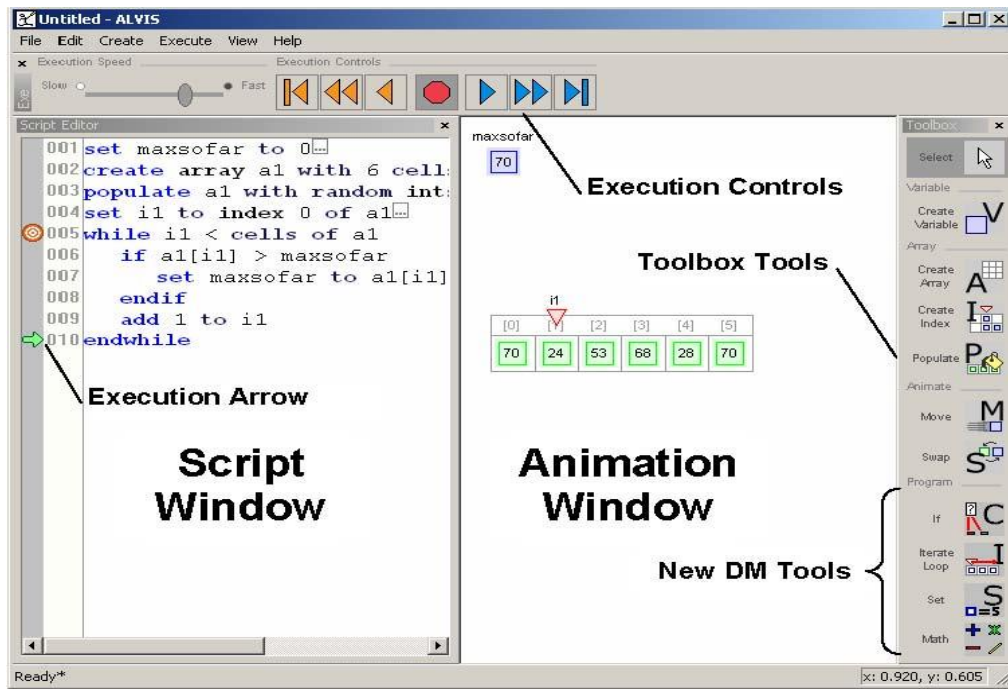 Untitled - ALVIS
File Edit Create Execute View Help
Execution Speed
Execution Controls
Exe
Slow
Fast
Script Editor
001 set maxsofar to 0...
002 create array a1 with 6 cell
003 populate a1 with random int
004 set i1 to index 0 of a1...
005 while i1 < cells of a1
006 if a1[i1] > maxsofar
007 set maxsofar to a1[i1]
008 endif
009 add 1 to i1
010 endwhile
Execution Arrow
Script
Window
maxsofar
70
Execution Controls
Toolbox Tools
i1
[0] [1] [2] [3] [4] [5]
70 24 53 68 28 70
Animation
Window
New DM Tools
Toolbox
Select
Variable
Create
Variable
V
Array
Create
Array
A
Create
Index
I
Populate
P
Animate
Move
M
Swap
S
Program
If
? C
Iterate
Loop
I
Set
S
=5
Math
Ready*
x: 0.920, y: 0.605